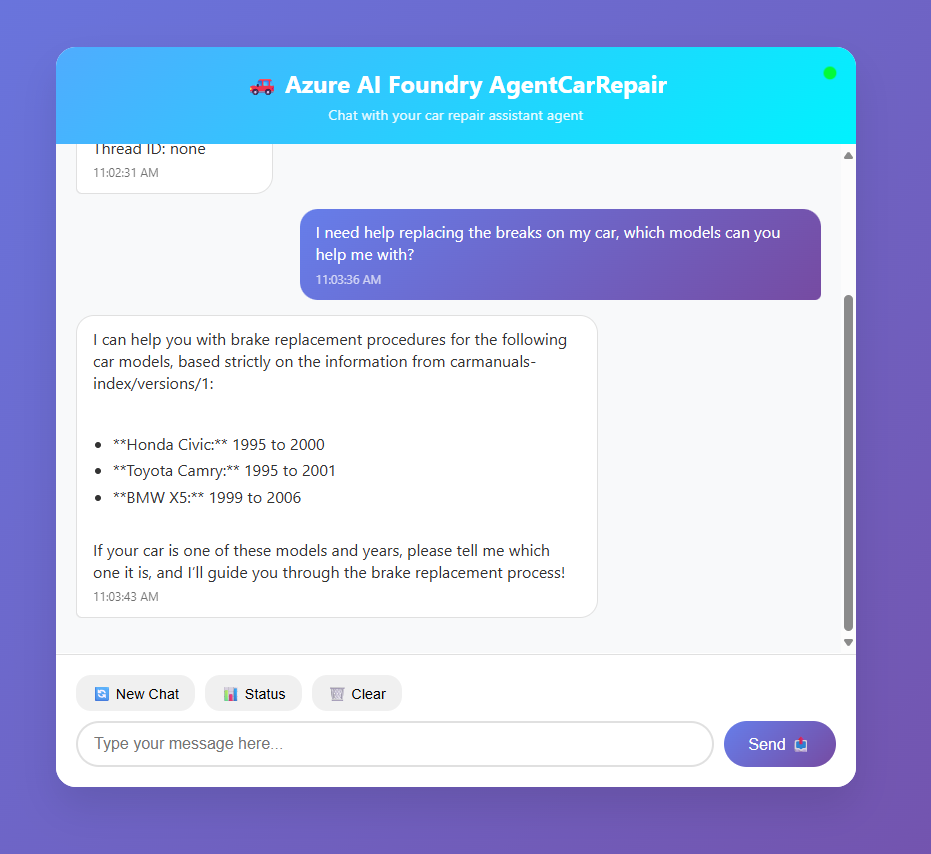 Azure AI Foundry AgentCarRepair
Chat with your car repair assistant agent
Thread ID: none
11:02:31 AM
I need help replacing the breaks on my car, which models can you
help me with?
11:03:36 AM
I can help you with brake replacement procedures for the following
car models, based strictly on the information from carmanuals-
index/versions/1:
• **Honda Civic:** 1995 to 2000
• **Toyota Camry:** 1995 to 2001
• **BMW X5:** 1999 to 2006
If your car is one of these models and years, please tell me which
one it is, and I’ll guide you through the brake replacement process!
11:03:43 AM
New Chat
Status
Clear
Type your message here...
Send